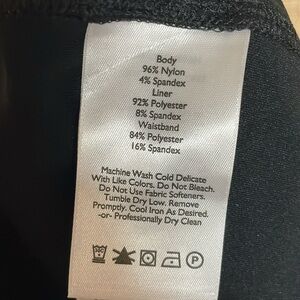 Body
96% Nylon
4% Spandex
Liner
92% Polyester
8% Spandex
Waistband
84% Polyester
16% Spandex
Machine Wash Cold Delicate
With Like Colors. Do Not Bleach.
Do Not Use Fabric Softeners.
Tumble Dry Low. Remove
Promptly. Cool Iron As Desired.
-or- Professionally Dry Clean
P